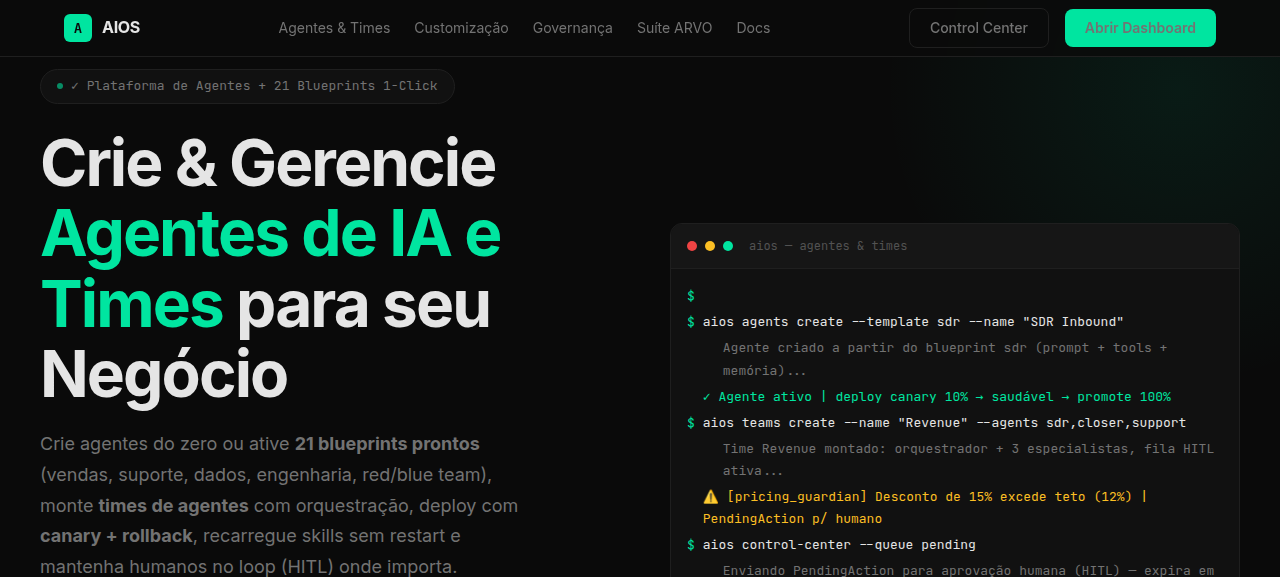 A AIOS Agentes & Times Customização Governança Suíte ARVO Docs Control Center Abrir Dashboard
✓ Plataforma de Agentes + 21 Blueprints 1-Click
Crie & Gerencie
Agentes de IA e
Times para seu
Negócio
Crie agentes do zero ou ative 21 blueprints prontos
(vendas, suporte, dados, engenharia, red/blue team),
monte times de agentes com orquestração, deploy com
canary + rollback, recarregue skills sem restart e
mantenha humanos no loop (HITL) onde importa.
aios — agentes & times
$
$ aios agents create --template sdr --name "SDR Inbound"
Agente criado a partir do blueprint sdr (prompt + tools +
memória)...
✓ Agente ativo | deploy canary 10% → saudável → promote 100%
$ aios teams create --name "Revenue" --agents sdr,closer,support
Time Revenue montado: orquestrador + 3 especialistas, fila HITL
ativa...
⚠️ [pricing_guardian] Desconto de 15% excede teto (12%) |
PendingAction p/ humano
$ aios control-center --queue pending
Enviando PendingAction para aprovação humana (HITL) — expira em